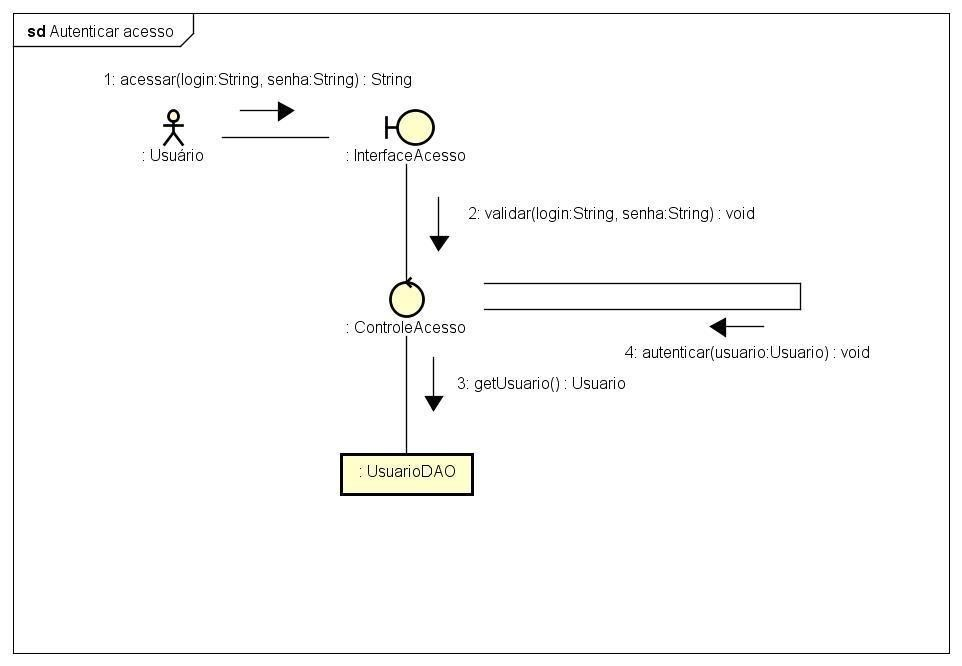 sd Autenticar acesso
1: acessar(login:String, senha:String) : String
: Usuário
: InterfaceAcesso
2: validar(login:String, senha:String) : void
: ControleAcesso
4: autenticar(usuario:Usuario) : void
3: getUsuario() : Usuario
: UsuarioDAO